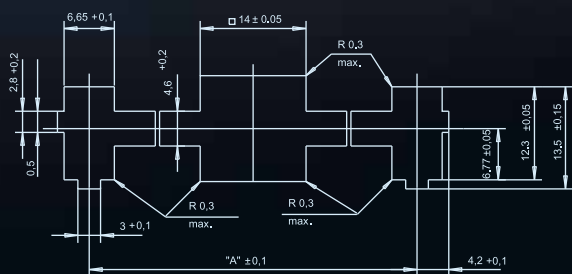 6,65 +0,1
□ 14 ± 0.05
R 0,3
max.
2,8 +0,2
0,5
+0,2
4,6
6,77 ±0,05
12.3 ±0,05
13,5 ±0,15
R 0,3
max.
R 0,3
max.
3 +0,1
"A" ±0,1
4,2 +0,1